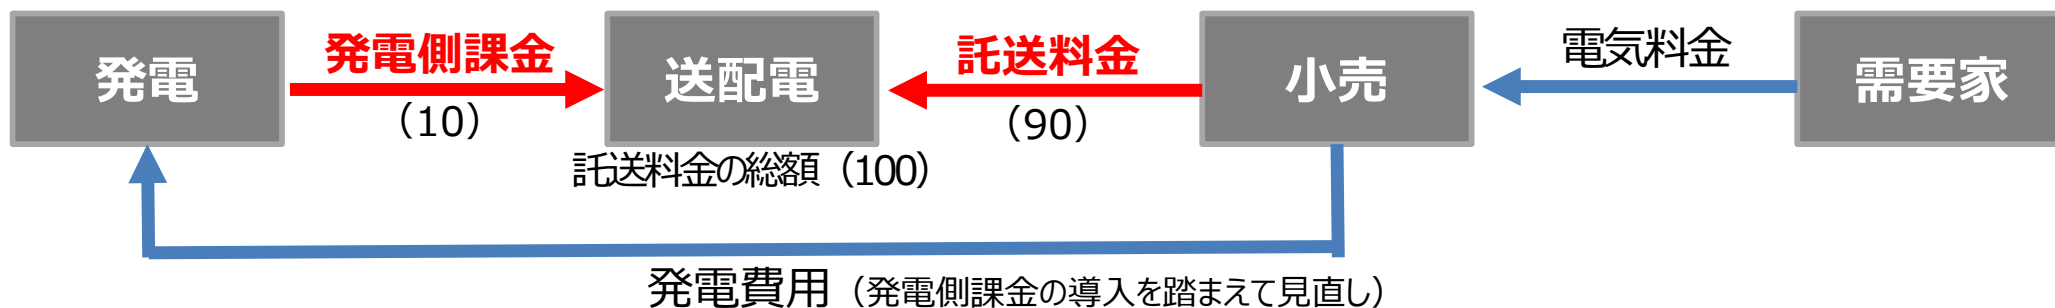 発電
発電側課金
（10）
送配電
託送料金の総額（100）
託送料金
（90）
小売
電気料金
需要家
発電費用（発電側課金の導入を踏まえて見直し）